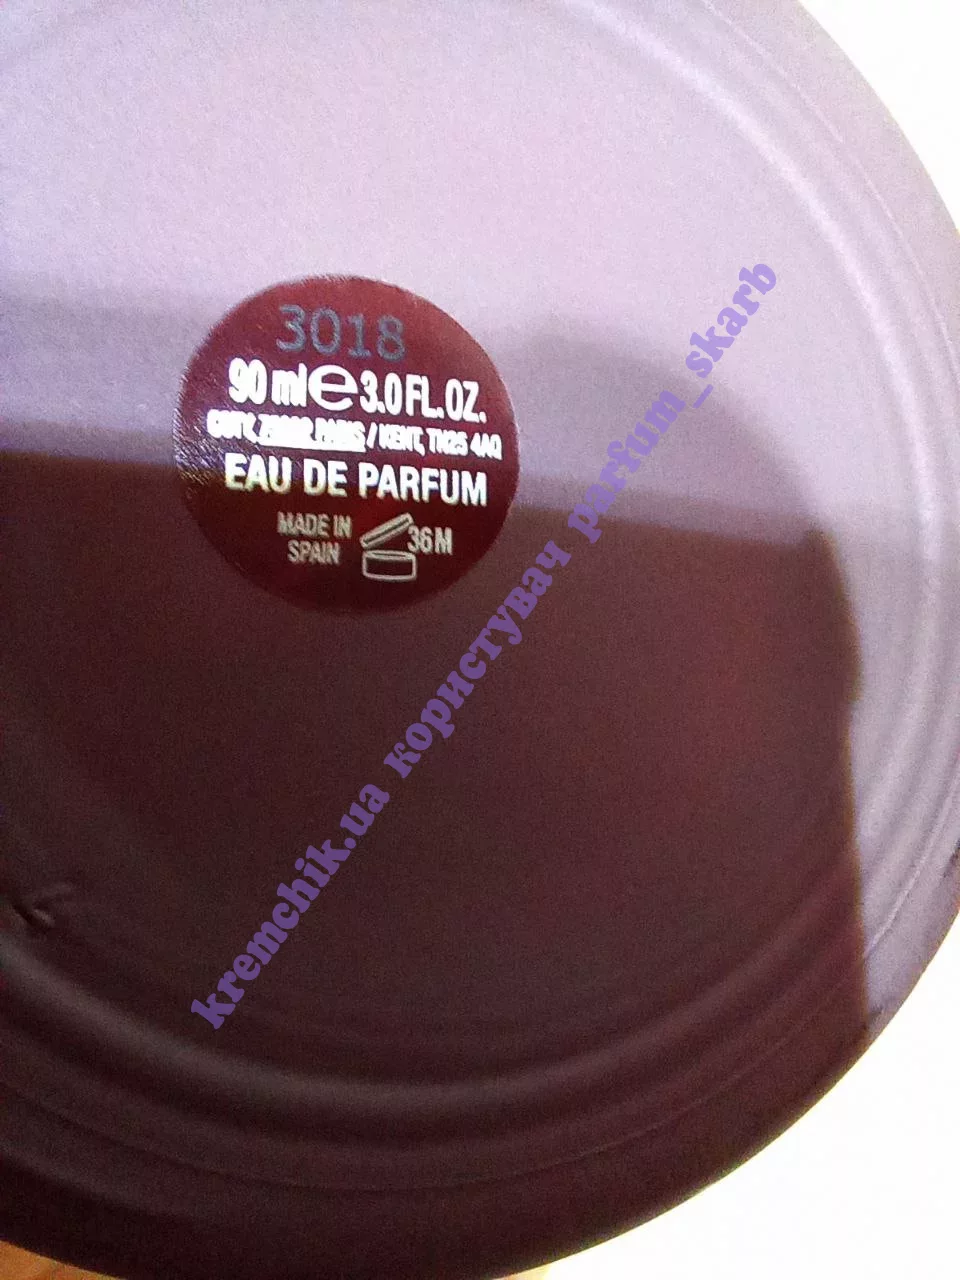 3018
90 ml e 3.0 FL. OZ.
COTY, 75002 PARIS / KENT, TN25 4AQ
EAU DE PARFUM
MADE IN
SPAIN
36M
kremchik.ua користувач parfum_skarb